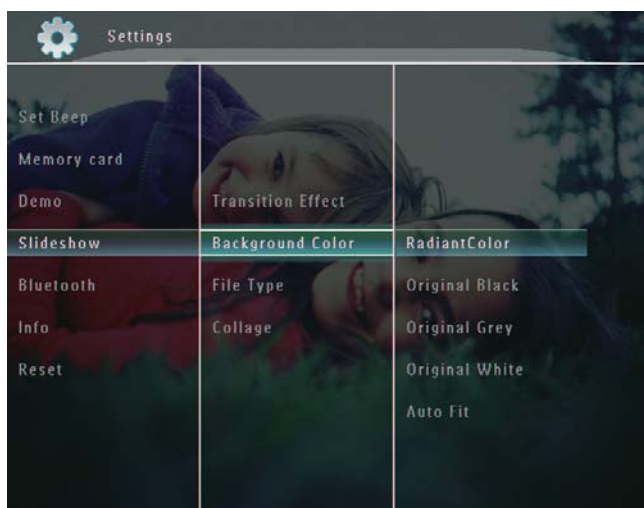 Settings
Set Beep
Memory card
Demo
Slideshow
Bluetooth
Info
Reset
Transition Effect
Background Color
File Type
Collage
RadiantColor
Original Black
Original Grey
Original White
Auto Fit